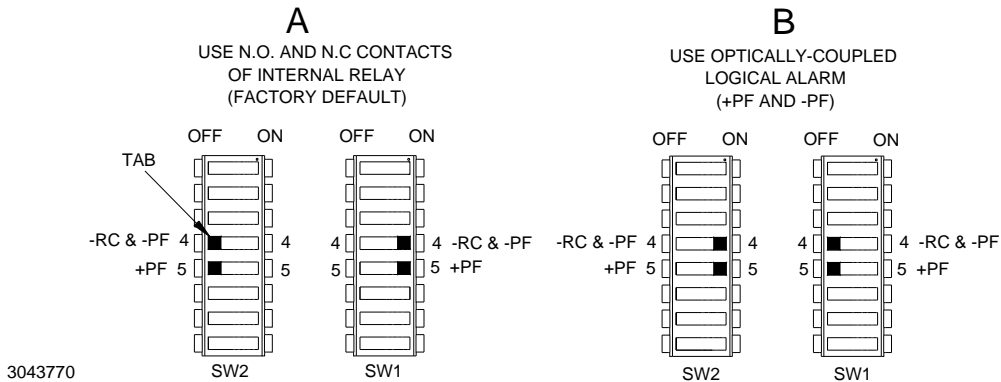 A
USE N.O. AND N.C CONTACTS
OF INTERNAL RELAY
(FACTORY DEFAULT)
OFF ON OFF ON
TAB
-RC & -PF 4 4 4 4 -RC & -PF
+PF 5 5 5 5 +PF
SW2 SW1
B
USE OPTICALLY-COUPLED
LOGICAL ALARM
(+PF AND -PF)
OFF ON OFF ON
-RC & -PF 4 4 4 4 -RC & -PF
+PF 5 5 5 5 +PF
SW2 SW1
3043770